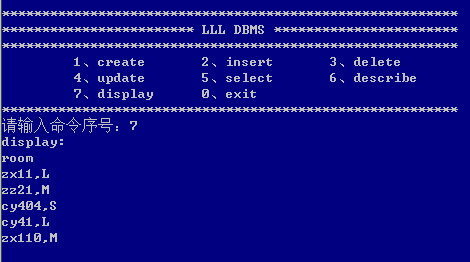 *********************************************************
************************ LLL DBMS ***********************
*********************************************************
1、create 2、insert 3、delete
4、update 5、select 6、describe
7、display 0、exit
*********************************************************
请输入命令序号：7
display:
room
zx11,L
zz21,M
cy404,S
cy41,L
zx110,M